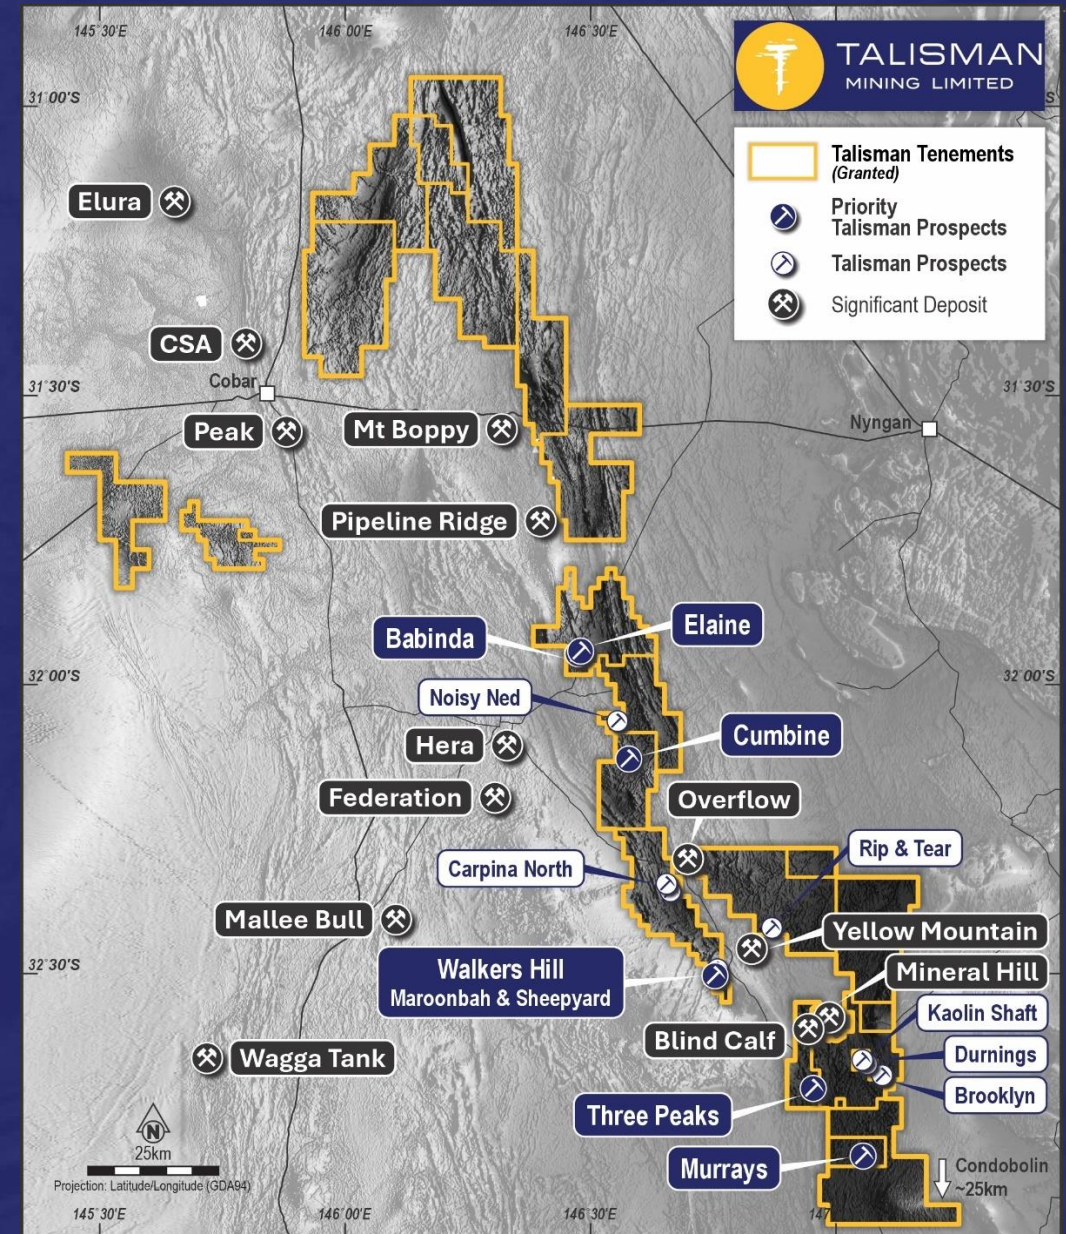 145°30'E
146°00'E
146°30'E
TALISMAN
MINING LIMITED
31°00'S
S
Talisman Tenements
(Granted)
Priority
Talisman Prospects
Talisman Prospects
Significant Deposit
Elura
CSA
Cobar
31°30'S
31°30'S
Peak
Mt Boppy
Nyngan
Pipeline Ridge
Babinda
Elaine
32°00'S
32°00'S
Noisy Ned
Hera
Cumbine
Federation
Overflow
Rip & Tear
Carpina North
Mallee Bull
Yellow Mountain
Walkers Hill
Maroonbah & Sheepyard
32°30'S
Mineral Hill
Kaolin Shaft
Blind Calf
Durnings
Wagga Tank
Brooklyn
Three Peaks
N
25km
Projection: Latitude/Longitude (GDA94)
Murrays
Condobolin
~25km
145°30'E
146°00'E
146°30'E
147